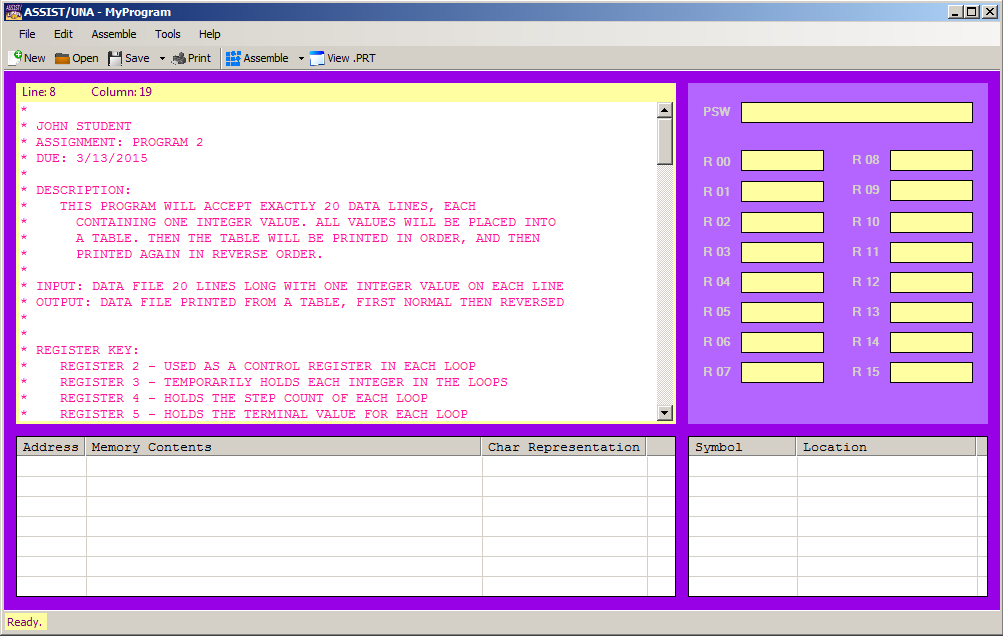 ASSIST/UNA - MyProgram
File Edit Assemble Tools Help
New Open Save Print Assemble View .PRT
Line: 8 Column: 19
*
* JOHN STUDENT
* ASSIGNMENT: PROGRAM 2
* DUE: 3/13/2015
*
* DESCRIPTION:
* THIS PROGRAM WILL ACCEPT EXACTLY 20 DATA LINES, EACH
* CONTAINING ONE INTEGER VALUE. ALL VALUES WILL BE PLACED INTO
* A TABLE. THEN THE TABLE WILL BE PRINTED IN ORDER, AND THEN
* PRINTED AGAIN IN REVERSE ORDER.
*
* INPUT: DATA FILE 20 LINES LONG WITH ONE INTEGER VALUE ON EACH LINE
* OUTPUT: DATA FILE PRINTED FROM A TABLE, FIRST NORMAL THEN REVERSED
*
*
* REGISTER KEY:
* REGISTER 2 - USED AS A CONTROL REGISTER IN EACH LOOP
* REGISTER 3 - TEMPORARILY HOLDS EACH INTEGER IN THE LOOPS
* REGISTER 4 - HOLDS THE STEP COUNT OF EACH LOOP
* REGISTER 5 - HOLDS THE TERMINAL VALUE FOR EACH LOOP
PSW
R 00 R 08
R 01 R 09
R 02 R 10
R 03 R 11
R 04 R 12
R 05 R 13
R 06 R 14
R 07 R 15
Address Memory Contents Char Representation
Symbol Location
Ready.